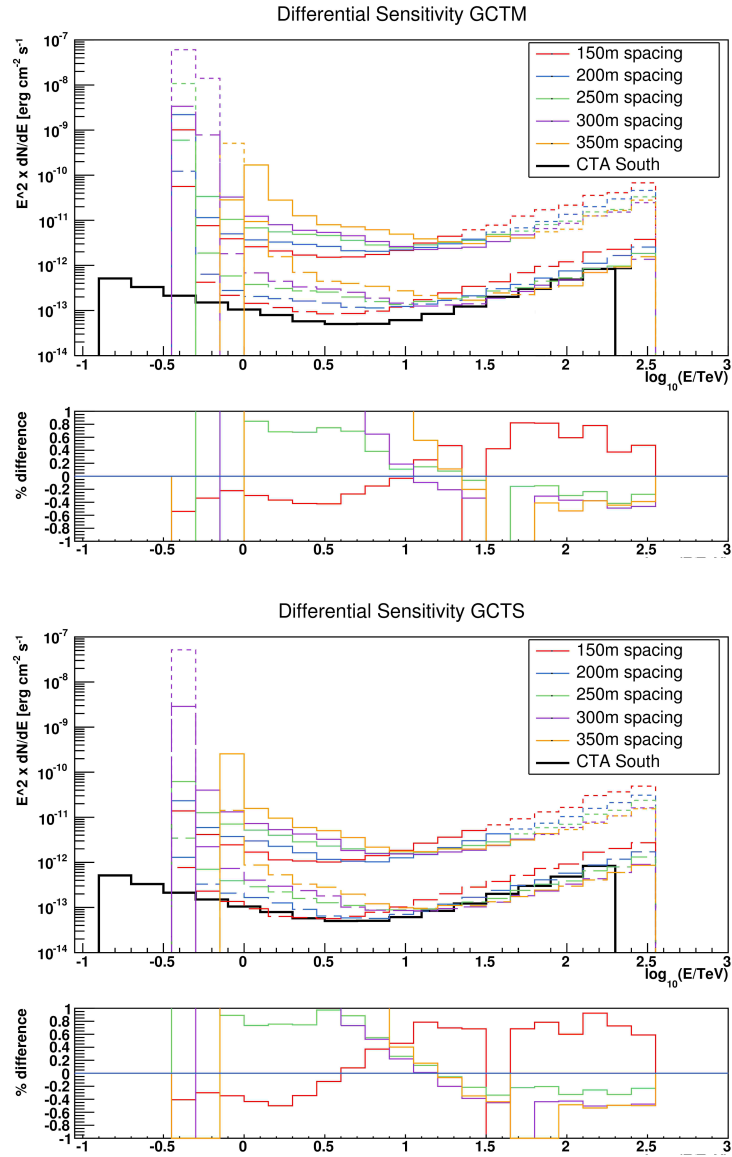 Differential Sensitivity GCTM
E^2 x dN/dE [erg cm⁻² s⁻¹]
10⁻⁷
10⁻⁸
10⁻⁹
10⁻¹⁰
10⁻¹¹
10⁻¹²
10⁻¹³
10⁻¹⁴
150m spacing
200m spacing
250m spacing
300m spacing
350m spacing
CTA South
-1 -0.5 0 0.5 1 1.5 2 2.5 3
log₁₀(E/TeV)
% difference
1
0.8
0.6
0.4
0.2
0
-0.2
-0.4
-0.6
-0.8
-1
-1 -0.5 0 0.5 1 1.5 2 2.5 3
Differential Sensitivity GCTS
E^2 x dN/dE [erg cm⁻² s⁻¹]
10⁻⁷
10⁻⁸
10⁻⁹
10⁻¹⁰
10⁻¹¹
10⁻¹²
10⁻¹³
10⁻¹⁴
150m spacing
200m spacing
250m spacing
300m spacing
350m spacing
CTA South
-1 -0.5 0 0.5 1 1.5 2 2.5 3
log₁₀(E/TeV)
% difference
1
0.8
0.6
0.4
0.2
0
-0.2
-0.4
-0.6
-0.8
-1
-1 -0.5 0 0.5 1 1.5 2 2.5 3